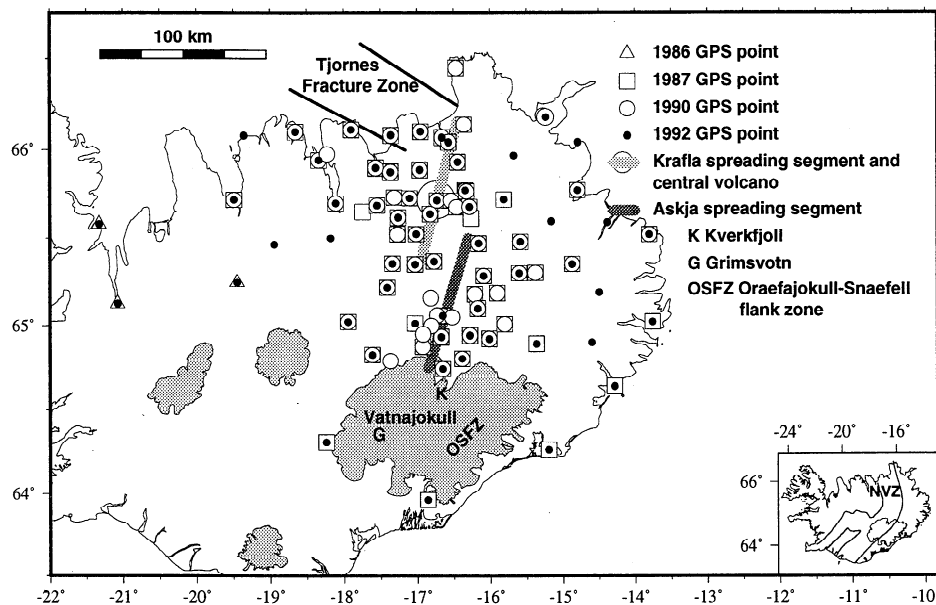 100 km
Tjornes
Fracture Zone
1986 GPS point
1987 GPS point
1990 GPS point
1992 GPS point
Krafla spreading segment and
central volcano
Askja spreading segment
K Kverkfjoll
G Grimsvotn
OSFZ Oraefajokull-Snaefell
flank zone
66°
65°
64°
K
Vatnajokull
G
OSFZ
-24° -20° -16°
66°
NVZ
64°
-22° -21° -20° -19° -18° -17° -16° -15° -14° -13° -12° -11° -10